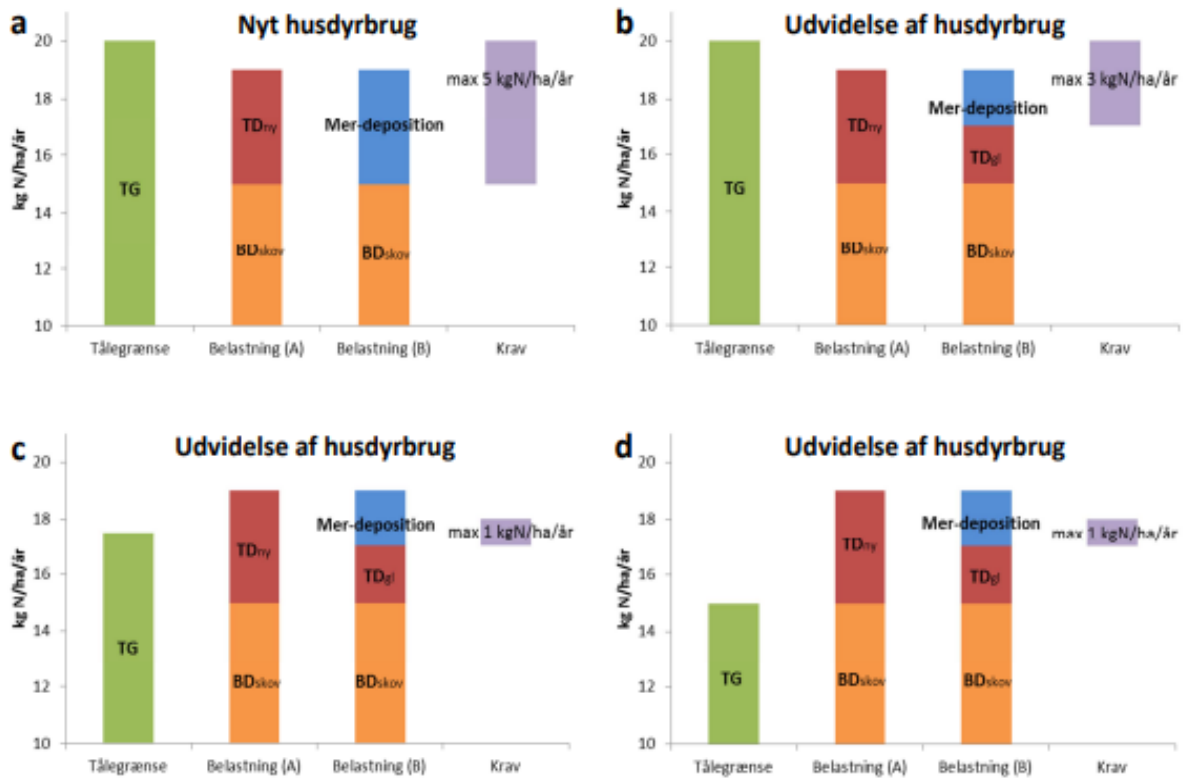 a
Nyt husdyrbrug
kg N/ha/år
20
18
16
14
12
10
TG
TDny
BDskov
Mer-deposition
BDskov
max 5 kgN/ha/år
Tålegrænse
Belastning (A)
Belastning (B)
Krav
b
Udvidelse af husdyrbrug
kg N/ha/år
20
18
16
14
12
10
TG
TDny
BDskov
Mer-deposition
TDgl
BDskov
max 3 kgN/ha/år
Tålegrænse
Belastning (A)
Belastning (B)
Krav
c
Udvidelse af husdyrbrug
kg N/ha/år
20
18
16
14
12
10
TG
TDny
BDskov
Mer-deposition
TDgl
BDskov
max 1 kgN/ha/år
Tålegrænse
Belastning (A)
Belastning (B)
Krav
d
Udvidelse af husdyrbrug
kg N/ha/år
20
18
16
14
12
10
TG
TDny
BDskov
Mer-deposition
TDgl
BDskov
max 1 kgN/ha/år
Tålegrænse
Belastning (A)
Belastning (B)
Krav